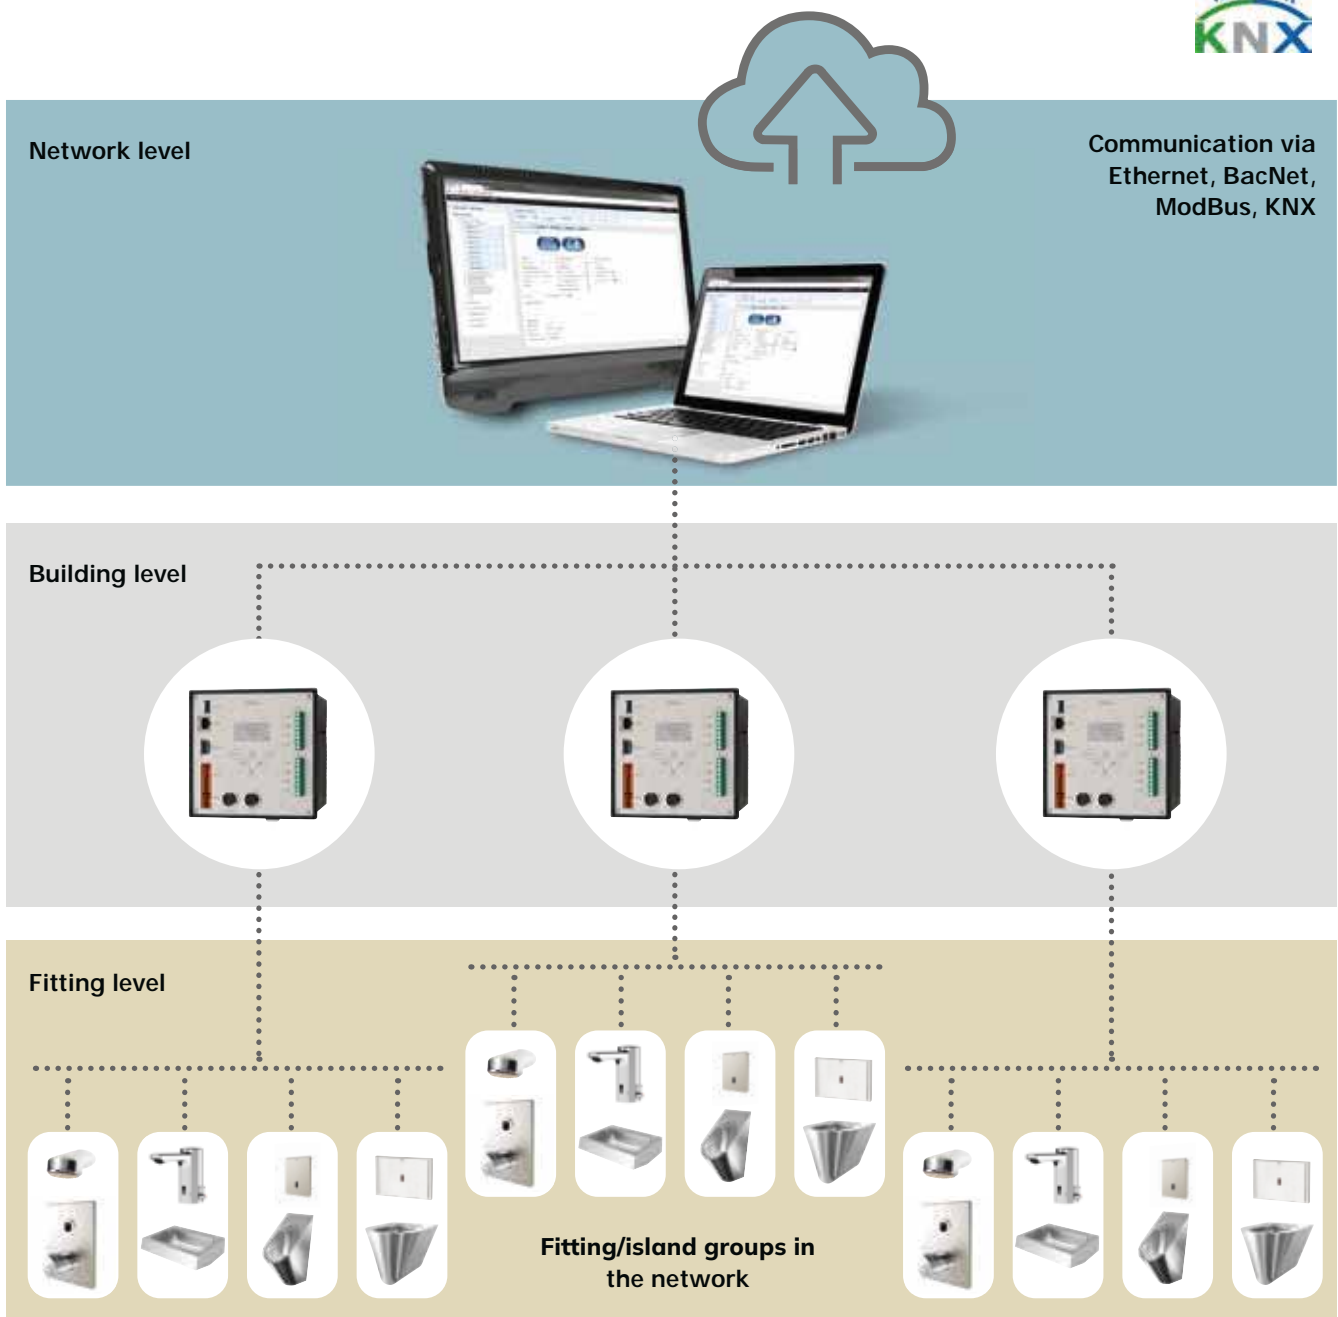 KNX
Network level
Communication via
Ethernet, BacNet,
ModBus, KNX
Building level
Fitting level
Fitting/island groups in
the network